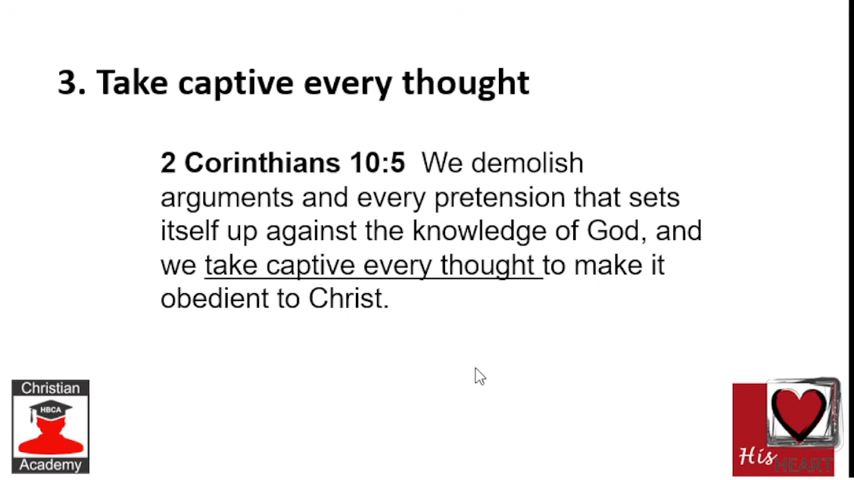 3. Take captive every thought
2 Corinthians 10:5 We demolish
arguments and every pretension that sets
itself up against the knowledge of God, and
we take captive every thought to make it
obedient to Christ.
Christian
HBCA
Academy
His
HEART